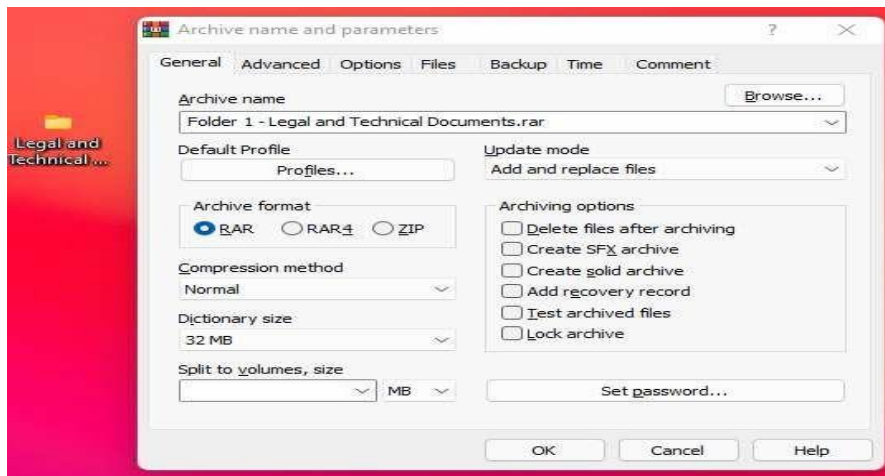 Archive name and parameters
General Advanced Options Files Backup Time Comment
Archive name
Browse...
Folder 1 - Legal and Technical Documents.rar
Legal and
Technical ...
Default Profile
Profiles...
Update mode
Add and replace files
Archive format
RAR RAR4 ZIP
Compression method
Normal
Dictionary size
32 MB
Split to volumes, size
MB
Archiving options
Delete files after archiving
Create SFX archive
Create solid archive
Add recovery record
Test archived files
Lock archive
Set password...
OK Cancel Help